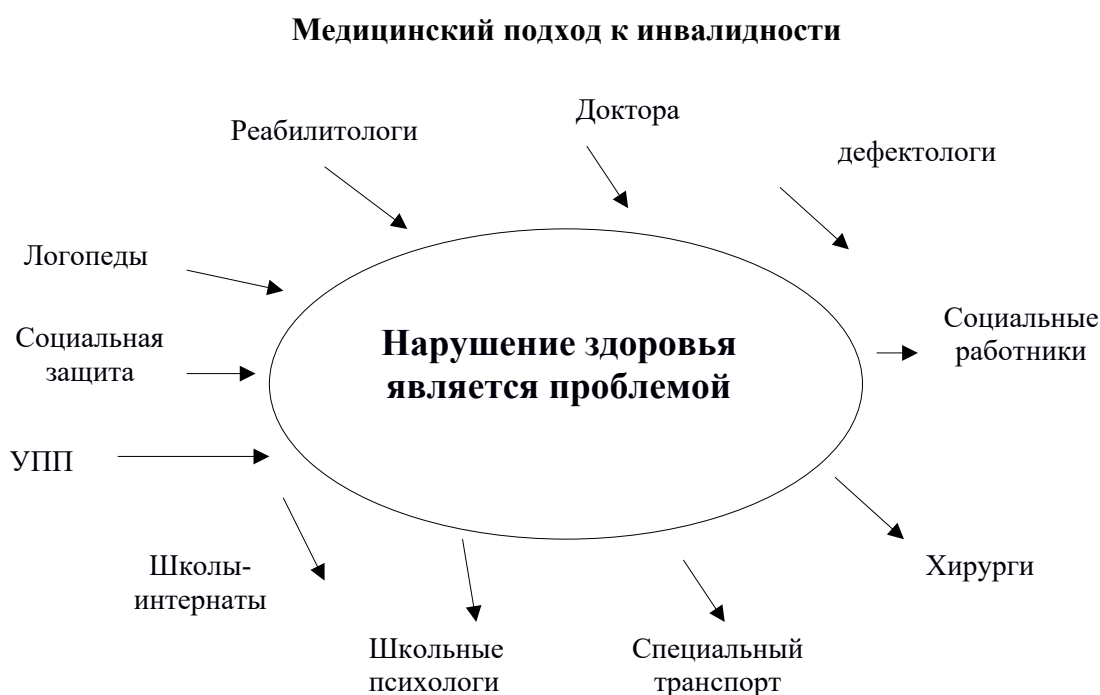 Медицинский подход к инвалидности
Доктора
Реабилитологи
дефектологи
Логопеды
Социальная
защита
Нарушение здоровья
является проблемой
Социальные
работники
УПП
Школы-
интернаты
Хирурги
Школьные
психологи
Специальный
транспорт